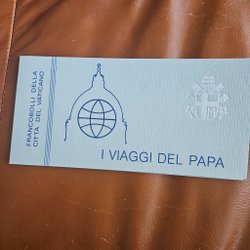 FRANCOBOLLI DELLA
CITTÀ DEL VATICANO
I VIAGGI DEL PAPA